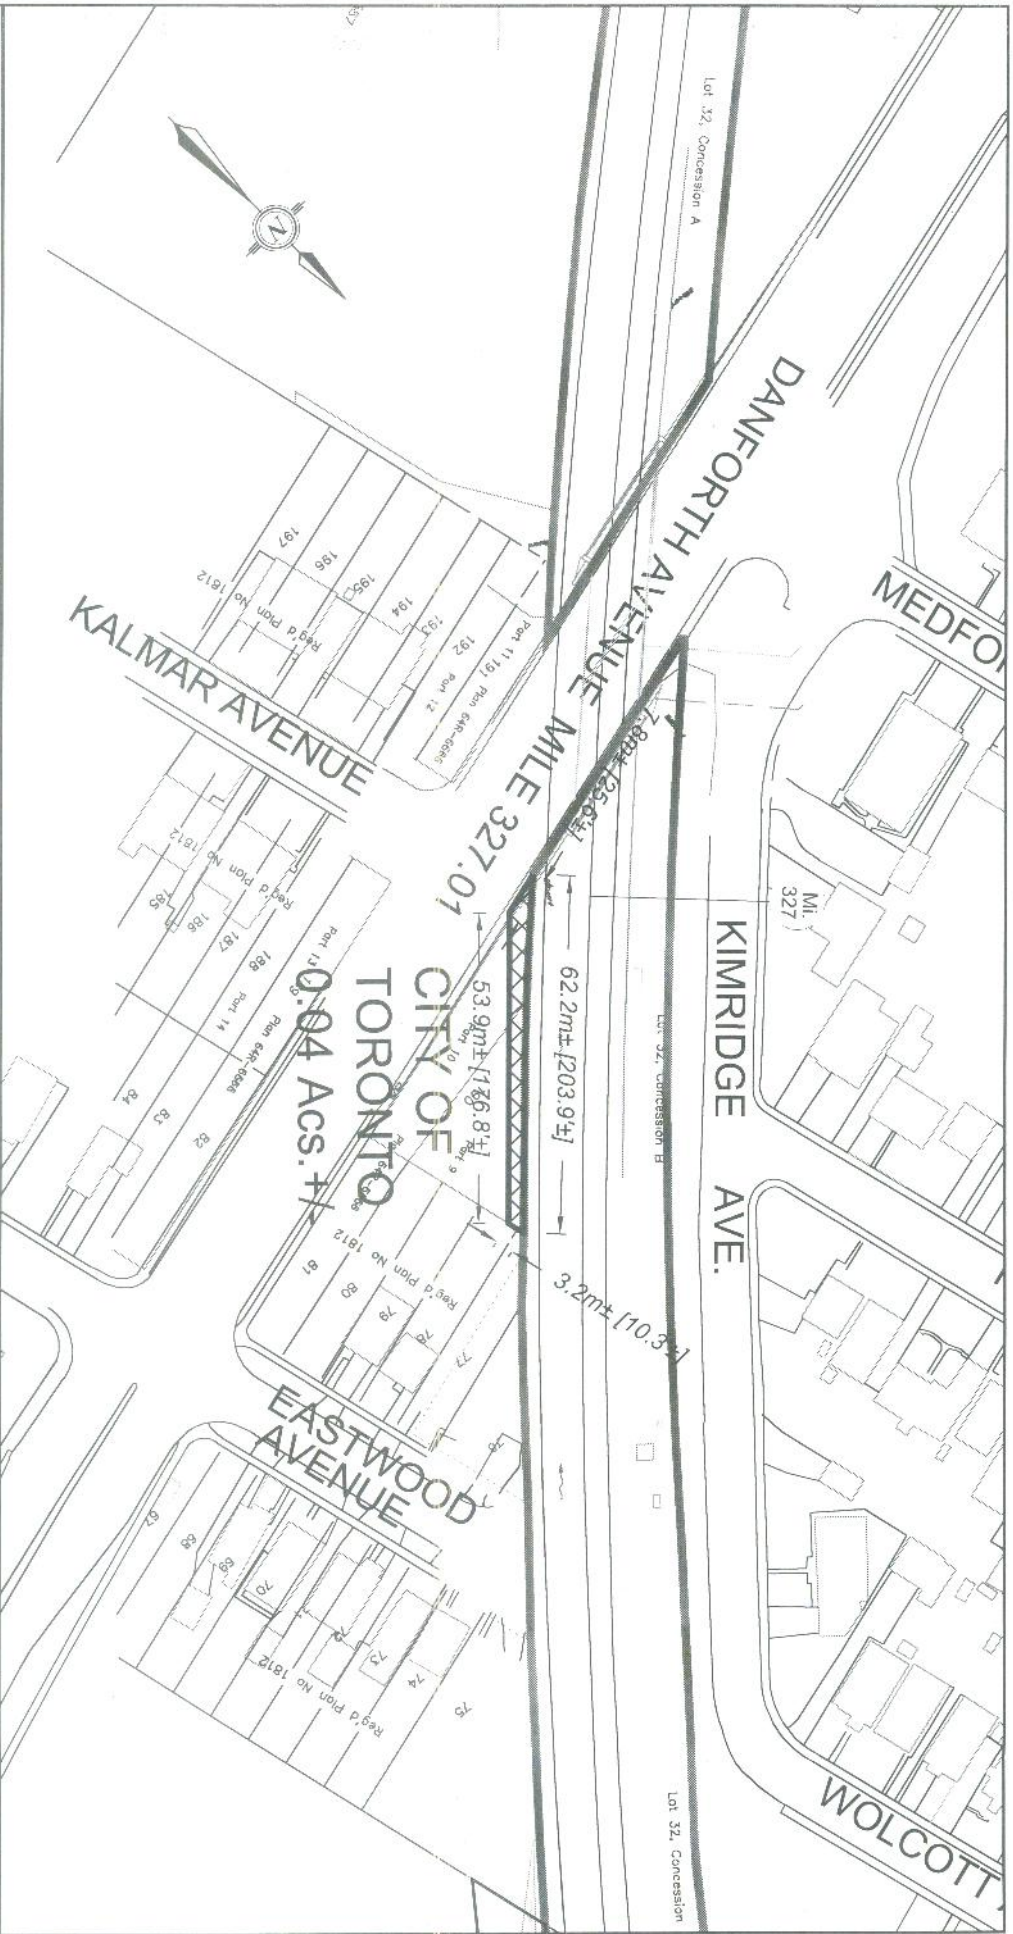 Lot 32, Concession A
DANFORTH AVENUE MILE 327.01
MEDFO
KIMRIDGE AVE.
WOLCOTT
Mi.
327
Lot 32, Concession B
Lot 32, Concession
7.8m± [25.6'±]
62.2m± [203.9'±]
53.9m± [176.8'±]
3.2m± [10.3'±]
CITY OF
TORONTO
0.04 Acs.+/-
N
KALMAR AVENUE
EASTWOOD
AVENUE
197
196
195
194
193
192
Part 12
Part 11 191 Plan 64R-6685
Reg'd Plan No 1812
185
186
187
188
Part 14
Reg'd Plan No 1812
Plan 64R-6686
84
83
82
81
80
79
78
77
76
Part 10
Part 9
Reg'd Plan No 1812
67
68
69
70
72
73
74
75
Reg'd Plan No 1812